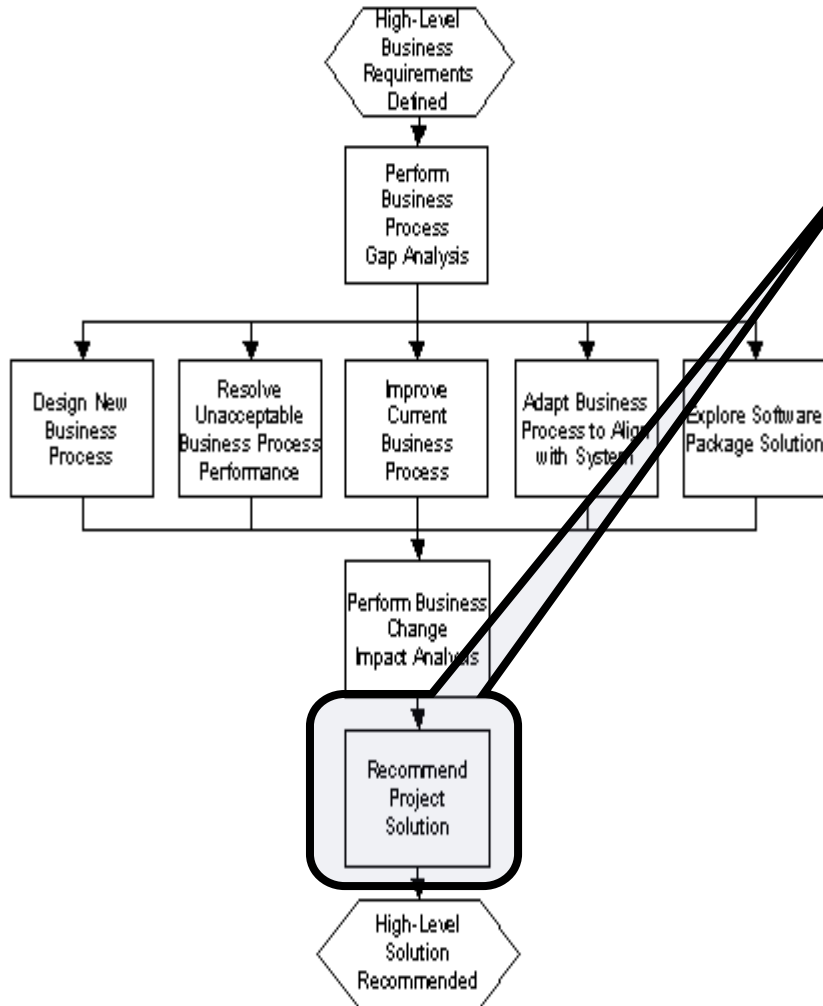 High-Level
Business
Requirements
Defined
Perform
Business
Process
Gap Analysis
Design New
Business
Process
Resolve
Unacceptable
Business Process
Performance
Improve
Current
Business
Process
Adapt Business
Process to Align
with System
Explore Software
Package Solution
Perform Business
Change
Impact Analysis
Recommend
Project
Solution
High-Level
Solution
Recommended